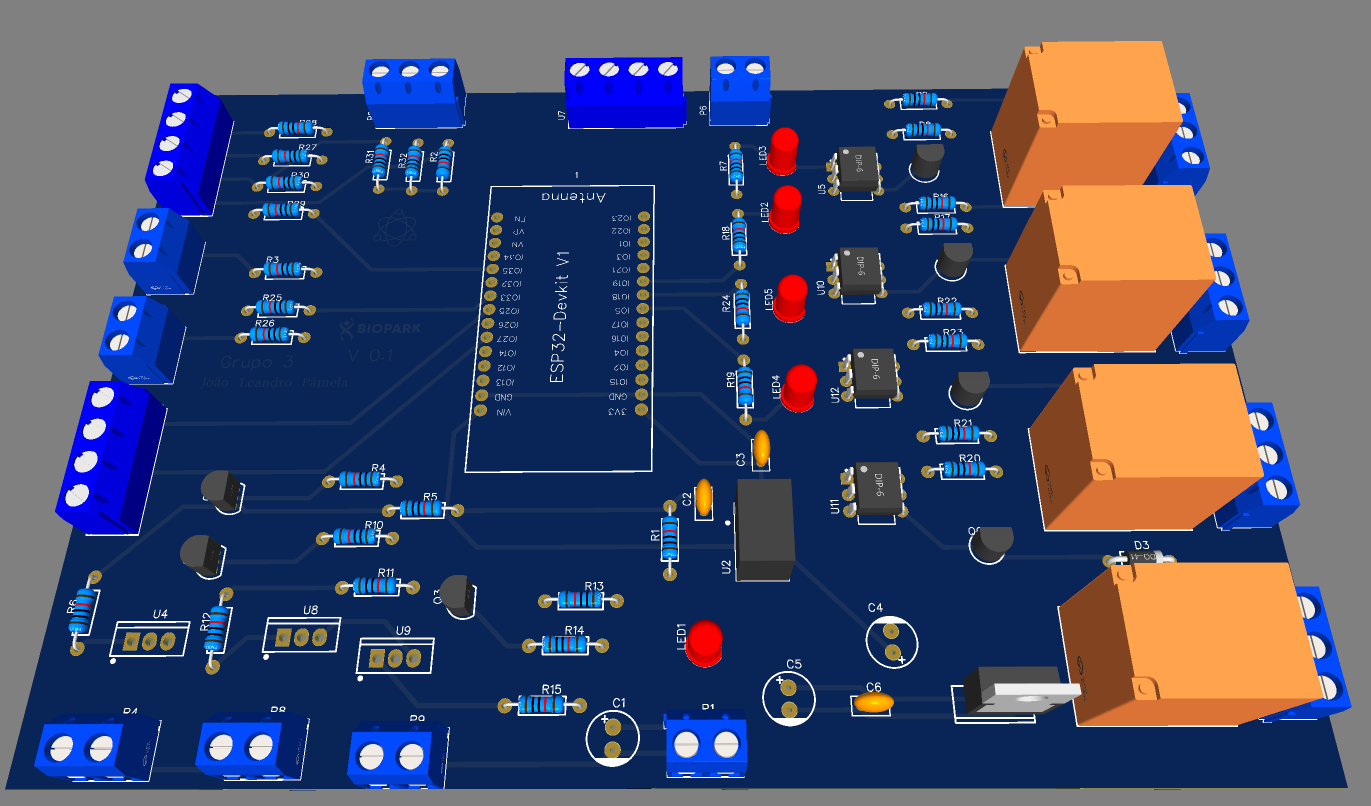 R27
R30
R29
R3
R25
R26
BIOPARK
Grupo 3
V 0.1
João Leandro Pâmela
R31
R32
R2
U7
P6
1
Antenna
ESP32-Devkit V1
EN
VP
VN
IO34
IO35
IO32
IO33
IO25
IO26
IO27
IO14
IO12
IO13
GND
VIN
IO23
IO22
IO1
IO3
IO21
IO19
IO18
IO5
IO17
IO16
IO4
IO2
IO15
GND
3V3
R7
LED3
LED2
R18
R24
LED5
R19
LED4
U5
DIP-6
U10
DIP-6
U12
DIP-6
U11
DIP-6
R16
R17
R22
R23
R21
R20
D3
C3
C2
R1
U2
R4
R5
R10
R11
R6
U4
R12
U8
U9
R13
R14
R15
LED1
C1
C4
C5
C6
P4
P8
P9
P1